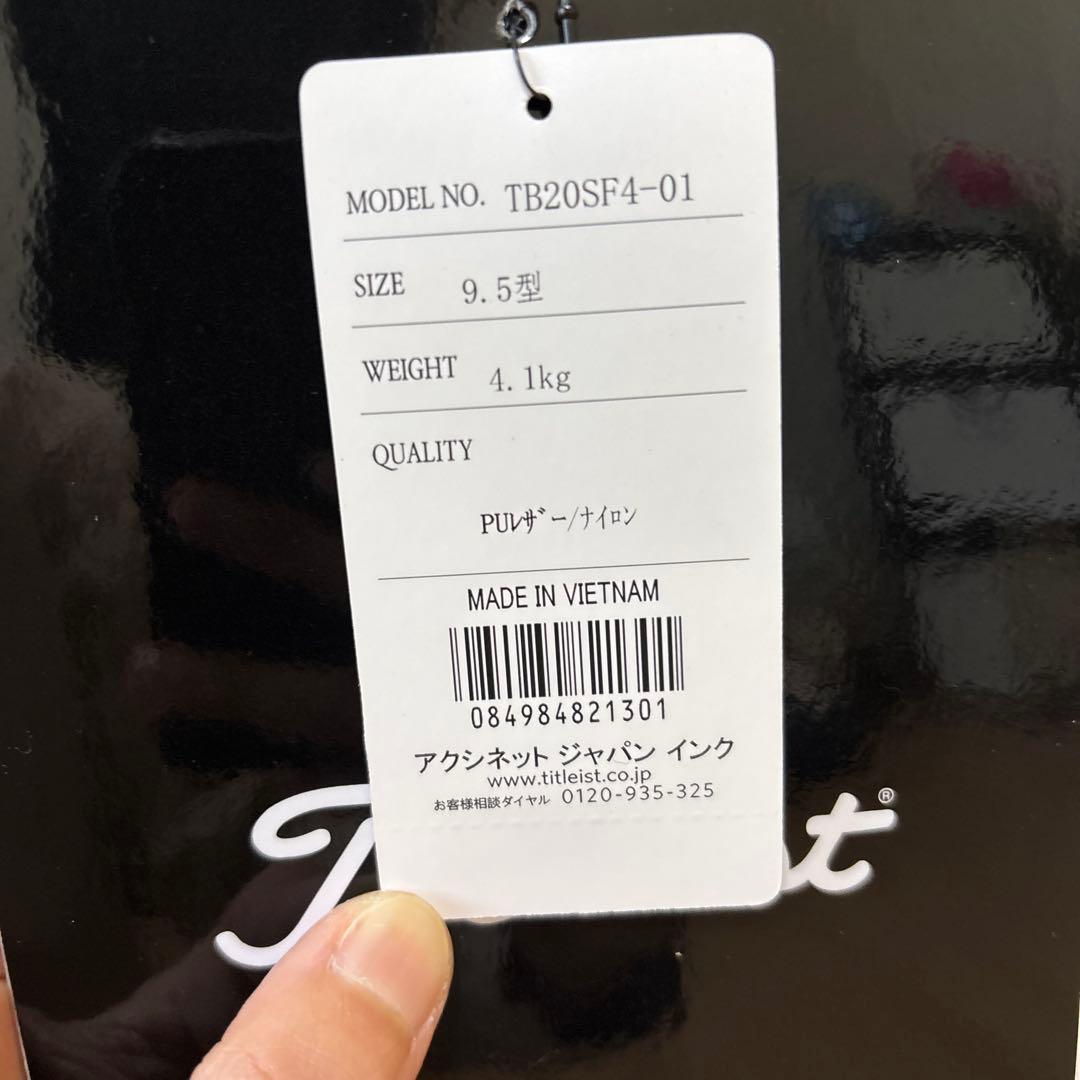 MODEL NO. TB20SF4-01
SIZE 9.5型
WEIGHT 4.1kg
QUALITY
PUﾚｻﾞｰ/ﾅｲﾛﾝ
MADE IN VIETNAM
084984821301
アクシネット ジャパン インク
www.titleist.co.jp
お客様相談ダイヤル 0120-935-325
®